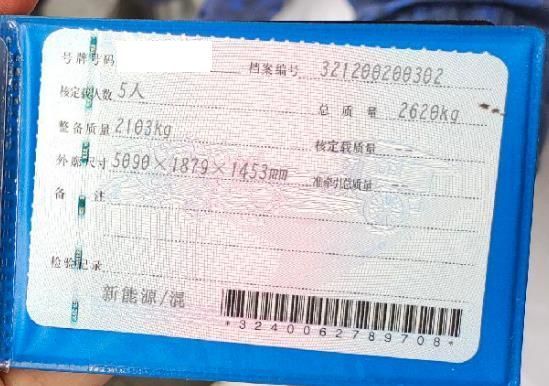 号牌号码 档案编号 321200200302
核定载人数 5人 总质量 2620kg
整备质量 2103kg 核定载质量 --
外廓尺寸 5090×1879×1453mm 准牵引总质量 --
备注
检验记录
新能源/混
*3240062789708*